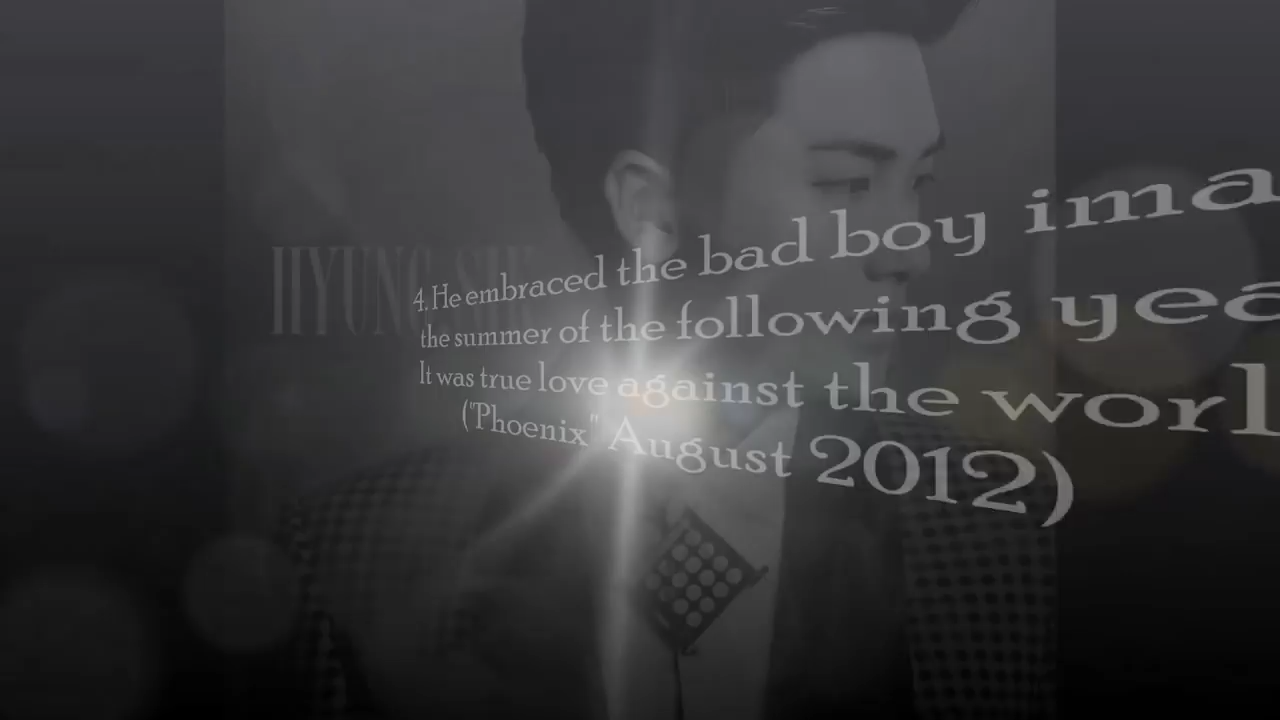 HYUNG SIK
4. He embraced the bad boy ima
the summer of the following yea
It was true love against the worl
("Phoenix" August 2012)